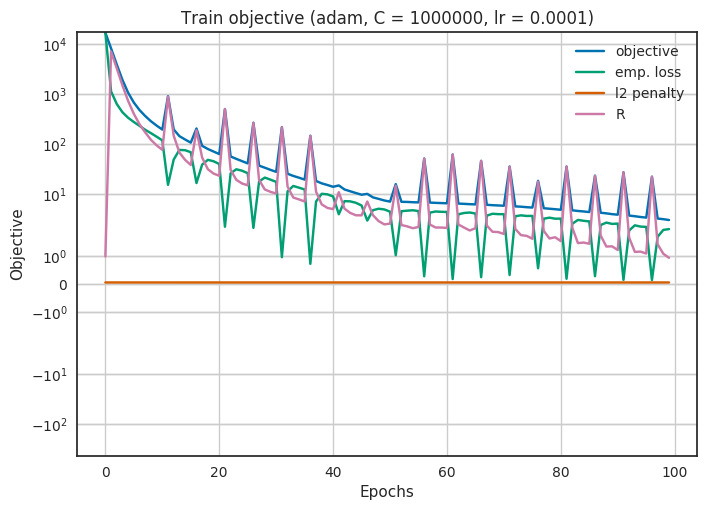 Train objective (adam, C = 1000000, lr = 0.0001)
objective
emp. loss
l2 penalty
R
Objective
10⁴
10³
10²
10¹
10⁰
0
−10⁰
−10¹
−10²
0 20 40 60 80 100
Epochs